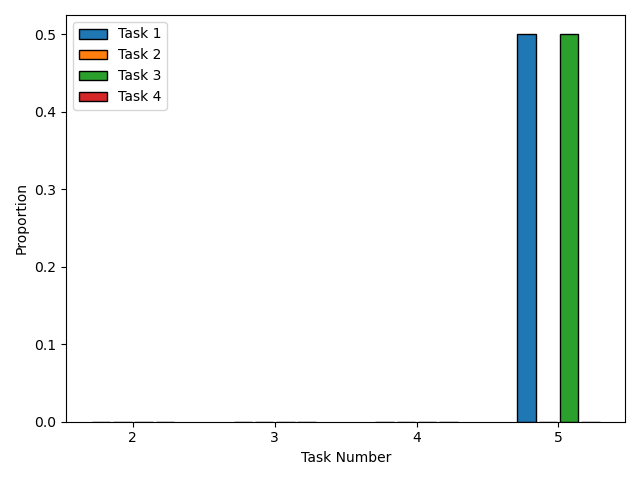 0.5
0.4
0.3
0.2
0.1
0.0
Proportion
Task 1
Task 2
Task 3
Task 4
2 3 4 5
Task Number